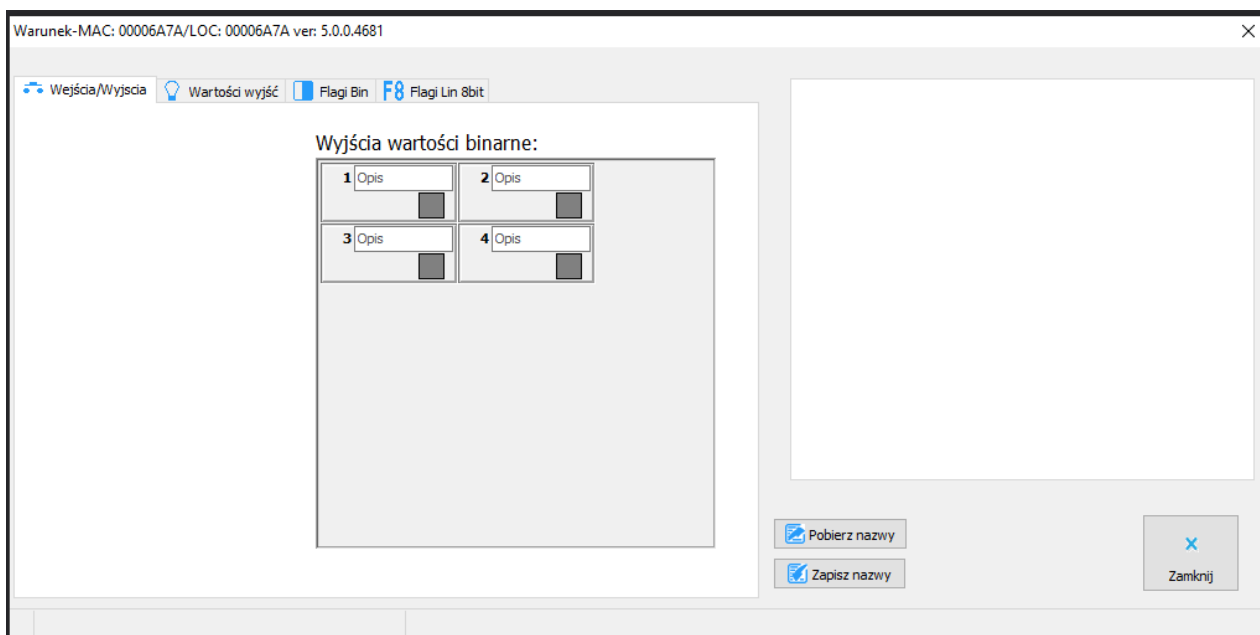 Warunek-MAC: 00006A7A/LOC: 00006A7A ver: 5.0.0.4681
Wejścia/Wyjscia Wartości wyjść Flagi Bin F8 Flagi Lin 8bit
Wyjścia wartości binarne:
1 Opis 2 Opis
3 Opis 4 Opis
Pobierz nazwy
Zapisz nazwy
Zamknij